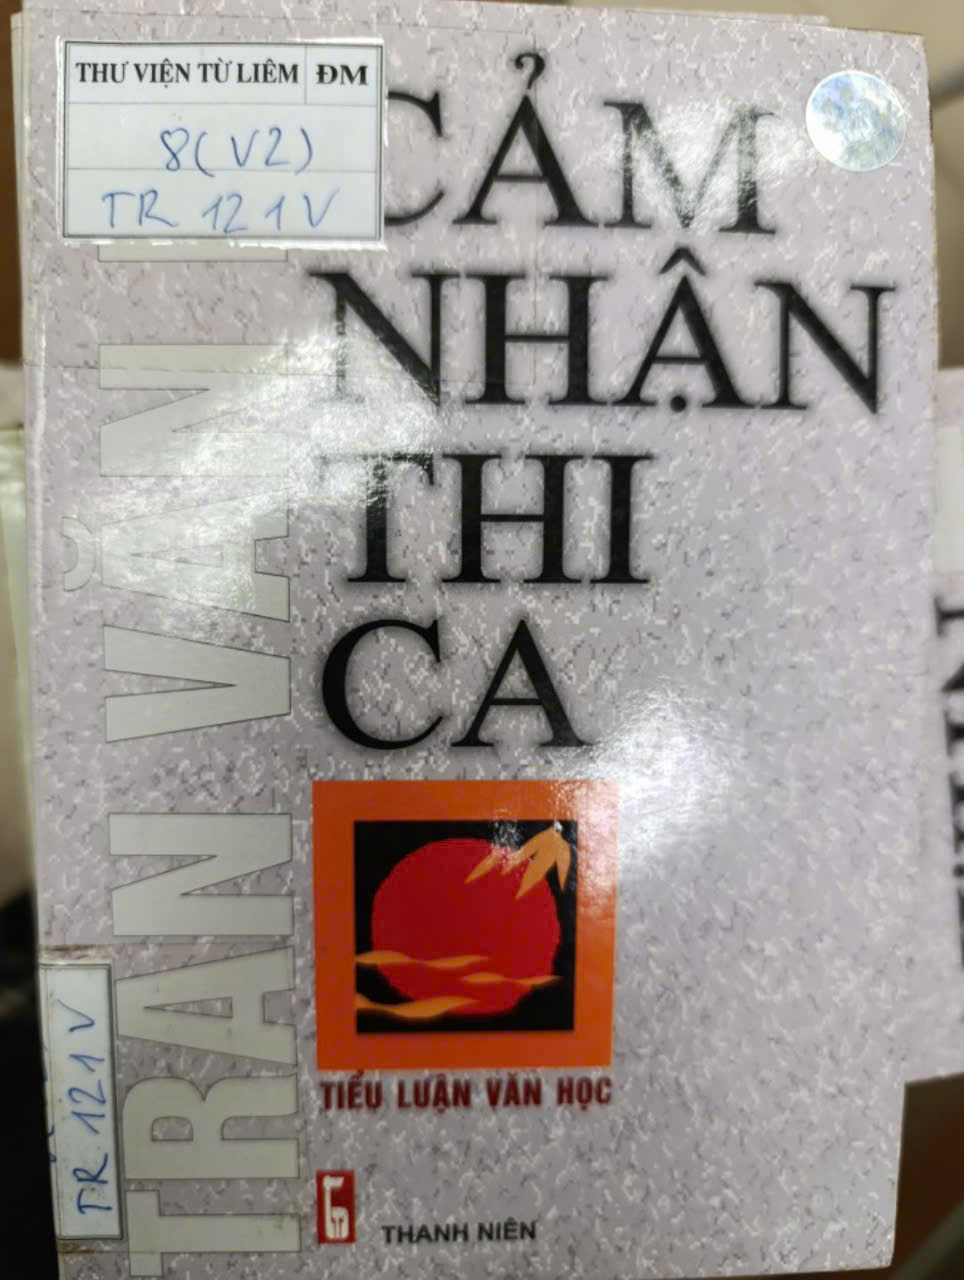 THƯ VIỆN TỪ LIÊM ĐM
8(V2)
TR 121V
CẢM
NHẬN
THI
CA
TRẦN VĂN
TIỂU LUẬN VĂN HỌC
THANH NIÊN
TR 121V